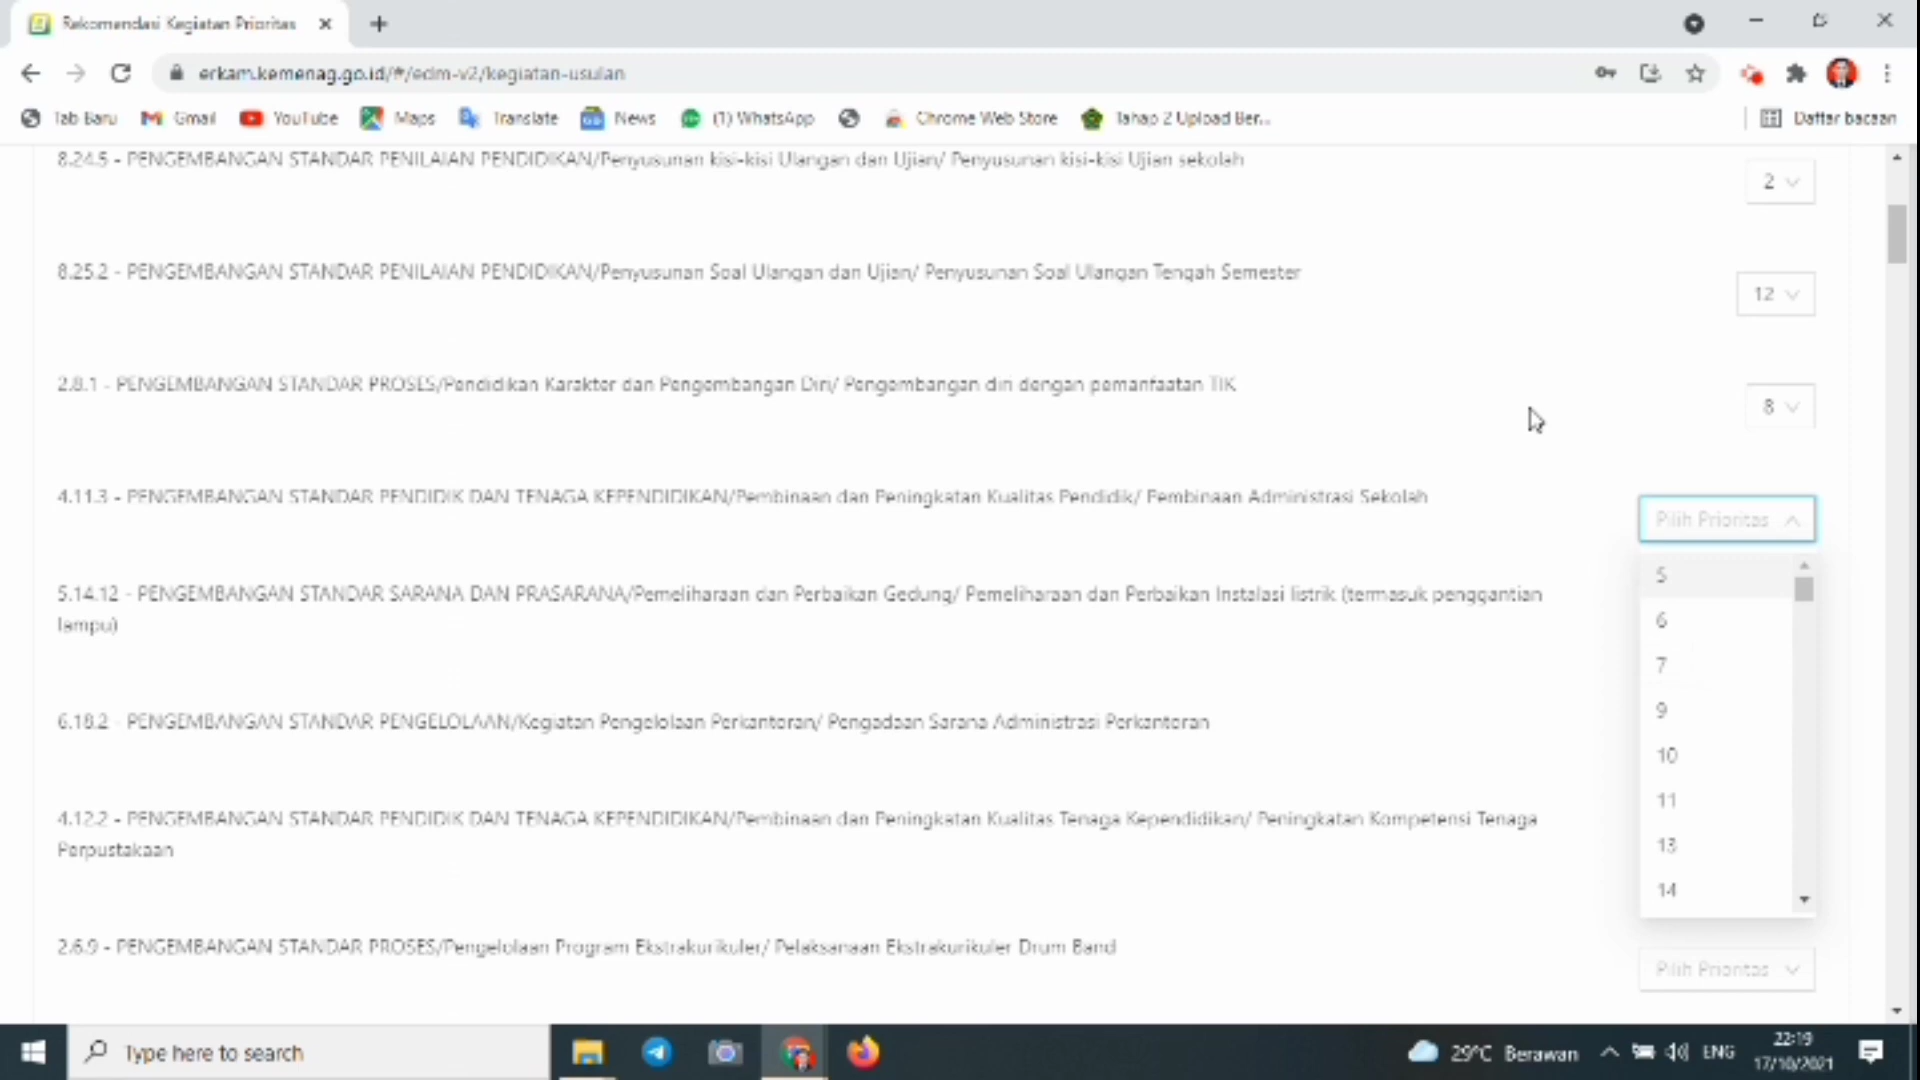 Rekomendasi Kegiatan Prioritas
erkam.kemenag.go.id/#/edm-v2/kegiatan-usulan
Tab Baru
Gmail
YouTube
Maps
Translate
News
(1) WhatsApp
Chrome Web Store
Tahap 2 Upload Ber...
Daftar bacaan
8.24.5 - PENGEMBANGAN STANDAR PENILAIAN PENDIDIKAN/Penyusunan kisi-kisi Ulangan dan Ujian/ Penyusunan kisi-kisi Ujian sekolah
2
8.25.2 - PENGEMBANGAN STANDAR PENILAIAN PENDIDIKAN/Penyusunan Soal Ulangan dan Ujian/ Penyusunan Soal Ulangan Tengah Semester
12
2.8.1 - PENGEMBANGAN STANDAR PROSES/Pendidikan Karakter dan Pengembangan Diri/ Pengembangan diri dengan pemanfaatan TIK
8
4.11.3 - PENGEMBANGAN STANDAR PENDIDIK DAN TENAGA KEPENDIDIKAN/Pembinaan dan Peningkatan Kualitas Pendidik/ Pembinaan Administrasi Sekolah
Pilih Prioritas
5
6
7
9
10
11
13
14
5.14.12 - PENGEMBANGAN STANDAR SARANA DAN PRASARANA/Pemeliharaan dan Perbaikan Gedung/ Pemeliharaan dan Perbaikan Instalasi listrik (termasuk penggantian
lampu)
6.18.2 - PENGEMBANGAN STANDAR PENGELOLAAN/Kegiatan Pengelolaan Perkantoran/ Pengadaan Sarana Administrasi Perkantoran
4.12.2 - PENGEMBANGAN STANDAR PENDIDIK DAN TENAGA KEPENDIDIKAN/Pembinaan dan Peningkatan Kualitas Tenaga Kependidikan/ Peningkatan Kompetensi Tenaga
Perpustakaan
2.6.9 - PENGEMBANGAN STANDAR PROSES/Pengelolaan Program Ekstrakurikuler/ Pelaksanaan Ekstrakurikuler Drum Band
Pilih Prioritas
Type here to search
29°C Berawan
ENG
22:19
17/10/2021